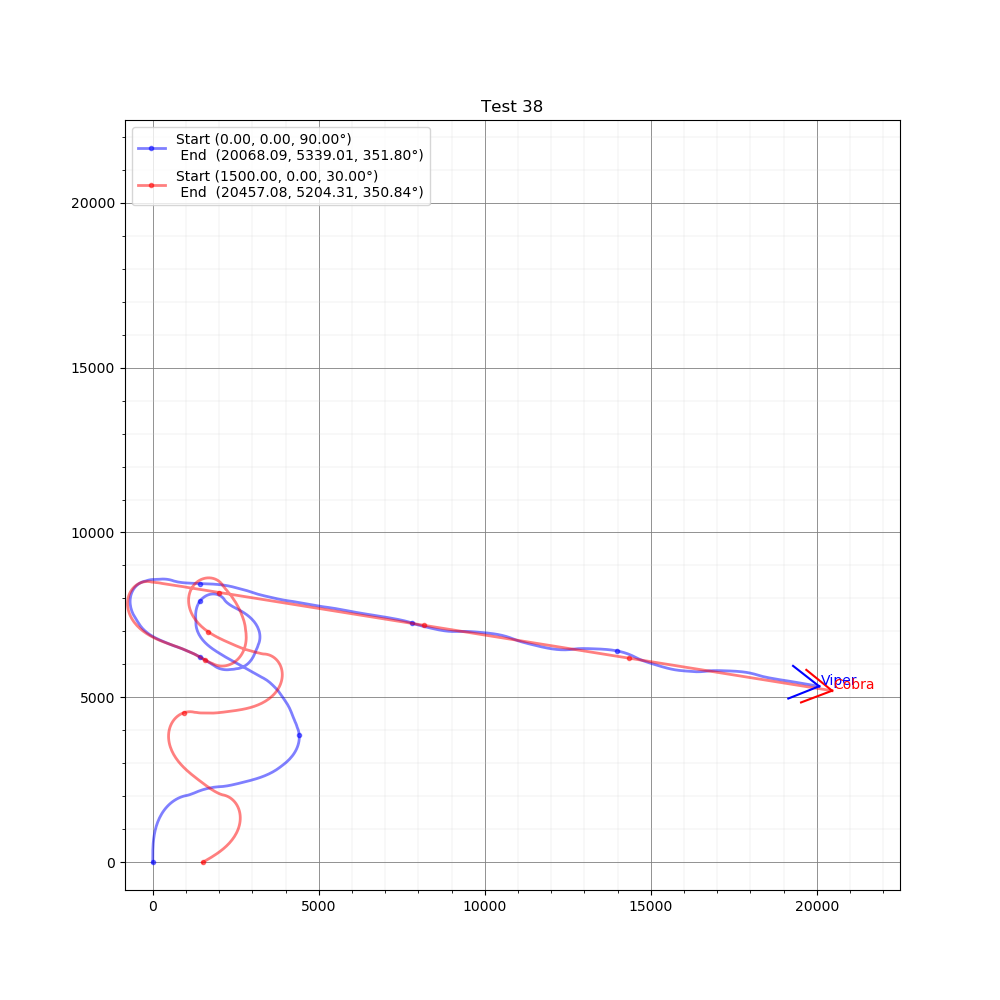 Test 38
Start (0.00, 0.00, 90.00°)
End (20068.09, 5339.01, 351.80°)
Start (1500.00, 0.00, 30.00°)
End (20457.08, 5204.31, 350.84°)
20000
15000
10000
5000
0
Viper
Cobra
0 5000 10000 15000 20000